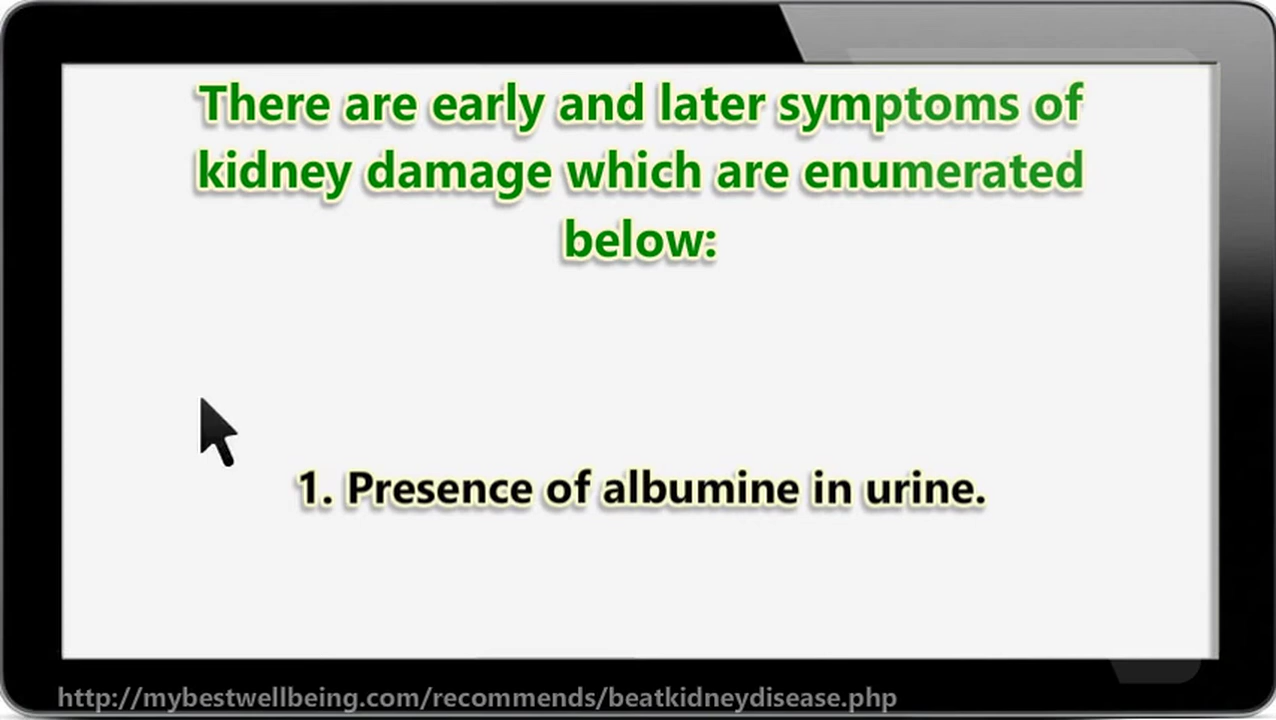 There are early and later symptoms of
kidney damage which are enumerated
below:
1. Presence of albumine in urine.
http://mybestwellbeing.com/recommends/beatkidneydisease.php